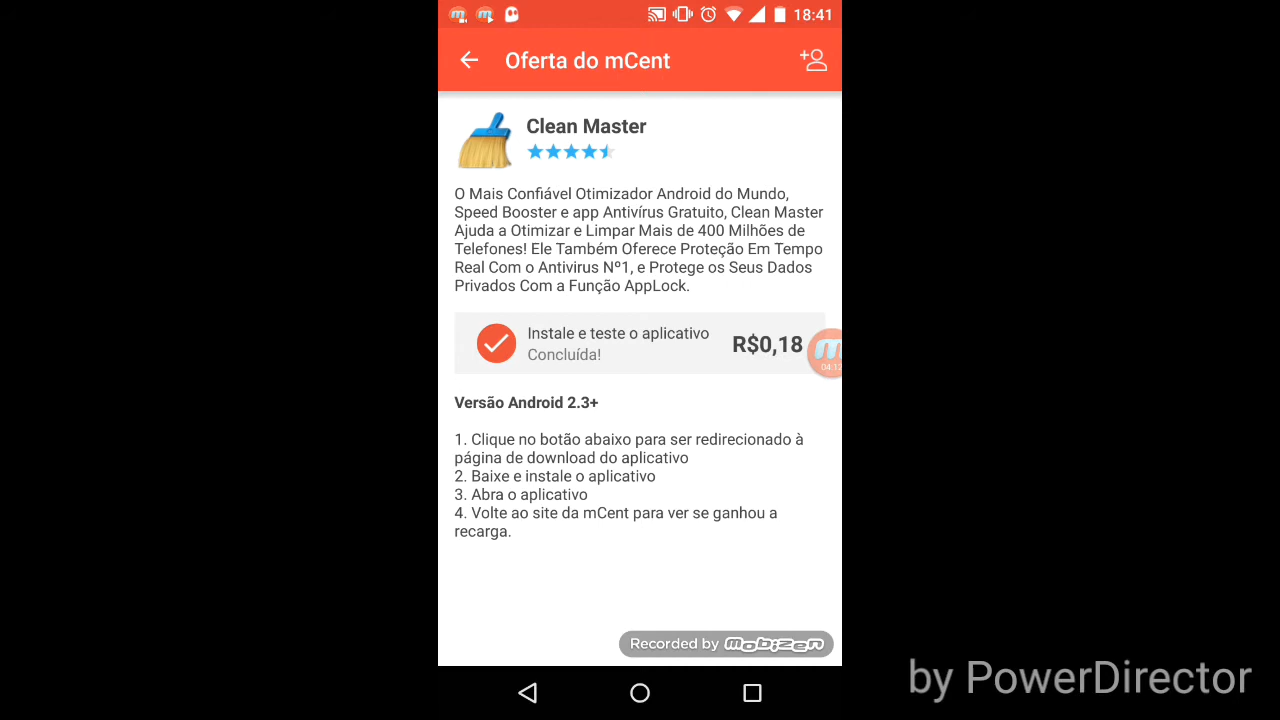 18:41
Oferta do mCent
Clean Master
O Mais Confiável Otimizador Android do Mundo,
Speed Booster e app Antivírus Gratuito, Clean Master
Ajuda a Otimizar e Limpar Mais de 400 Milhões de
Telefones! Ele Também Oferece Proteção Em Tempo
Real Com o Antivirus Nº1, e Protege os Seus Dados
Privados Com a Função AppLock.
Instale e teste o aplicativo
Concluída!
R$0,18
Versão Android 2.3+
1. Clique no botão abaixo para ser redirecionado à
página de download do aplicativo
2. Baixe e instale o aplicativo
3. Abra o aplicativo
4. Volte ao site da mCent para ver se ganhou a
recarga.
Recorded by mobizen
by PowerDirector